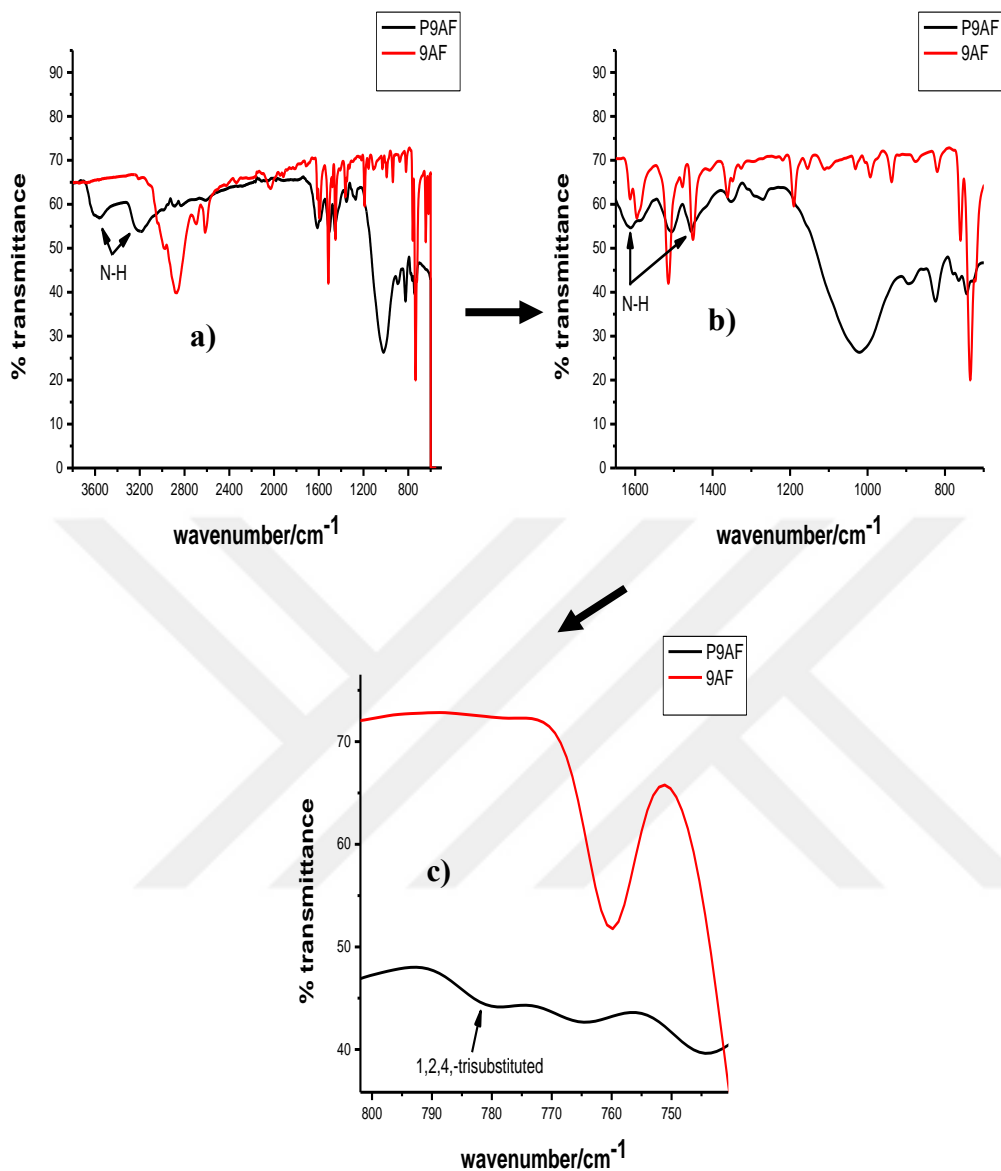 P9AF
9AF
90
80
70
60
50
40
30
20
10
0
% transmittance
N-H
a)
3600 3200 2800 2400 2000 1600 1200 800
wavenumber/cm-1
P9AF
9AF
90
80
70
60
50
40
30
20
10
0
% transmittance
N-H
b)
1600 1400 1200 1000 800
wavenumber/cm-1
P9AF
9AF
70
60
50
40
% transmittance
c)
1,2,4,-trisubstituted
800 790 780 770 760 750
wavenumber/cm-1